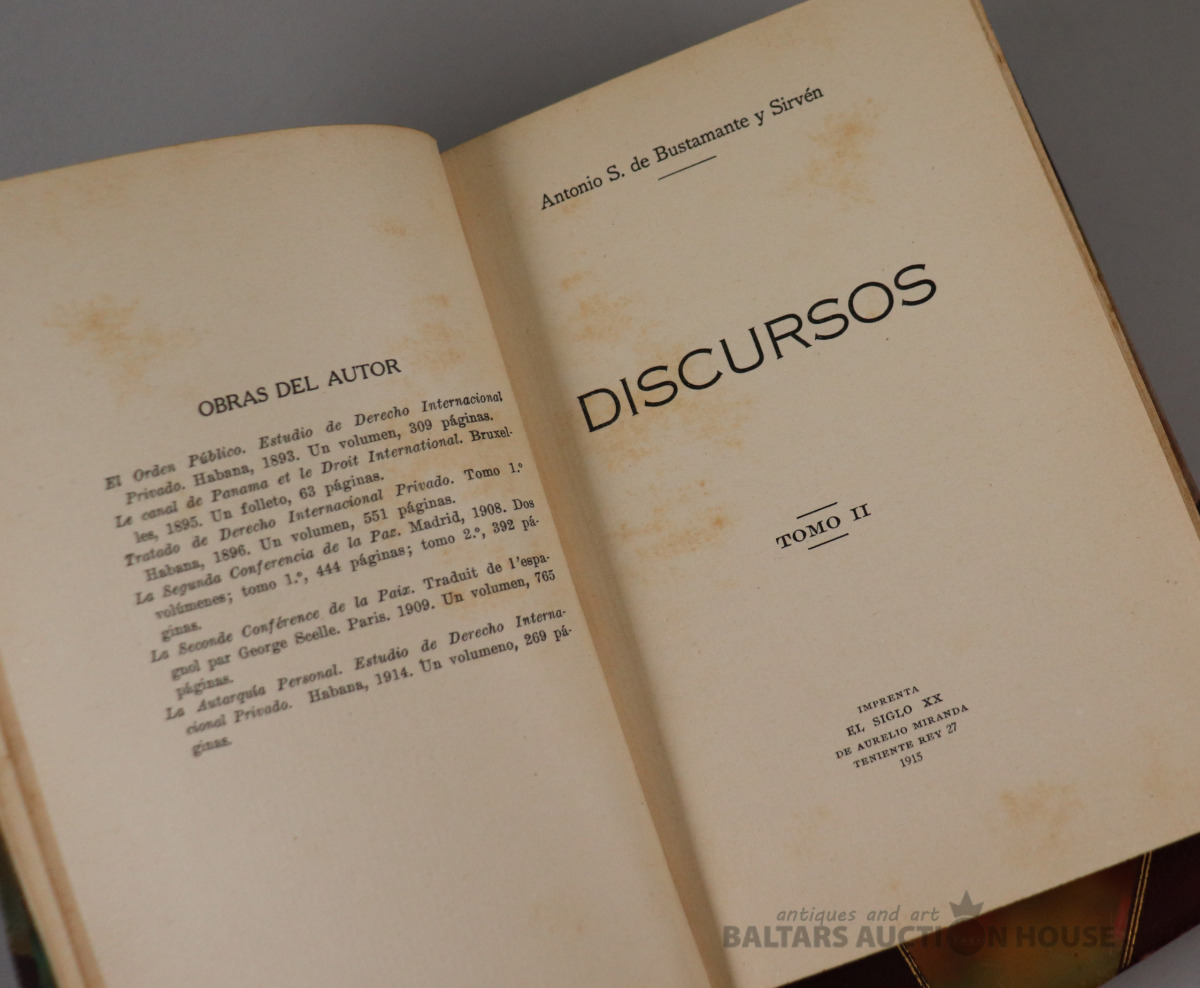 OBRAS DEL AUTOR
El Orden Público. Estudio de Derecho Internacional
Privado. Habana, 1893. Un volumen, 309 páginas.
Le canal de Panama et le Droit International. Bruxel-
les, 1895. Un folleto, 63 páginas.
Tratado de Derecho Internacional Privado. Tomo 1.º
Habana, 1896. Un volumen, 551 páginas.
La Segunda Conferencia de la Paz. Madrid, 1908. Dos
volúmenes; tomo 1.º, 444 páginas; tomo 2.º, 392 pá-
ginas.
La Seconde Conférence de la Paix. Traduit de l'espa-
gnol par George Scelle. Paris. 1909. Un volumen, 765
páginas.
La Autarquía Personal. Estudio de Derecho Interna-
cional Privado. Habana, 1914. Un volumeno, 269 pá-
ginas.
Antonio S. de Bustamante y Sirvén
DISCURSOS
TOMO II
IMPRENTA
EL SIGLO XX
DE AURELIO MIRANDA
TENIENTE REY 27
1915
antiques and art
BALTARS AUCTION HOUSE